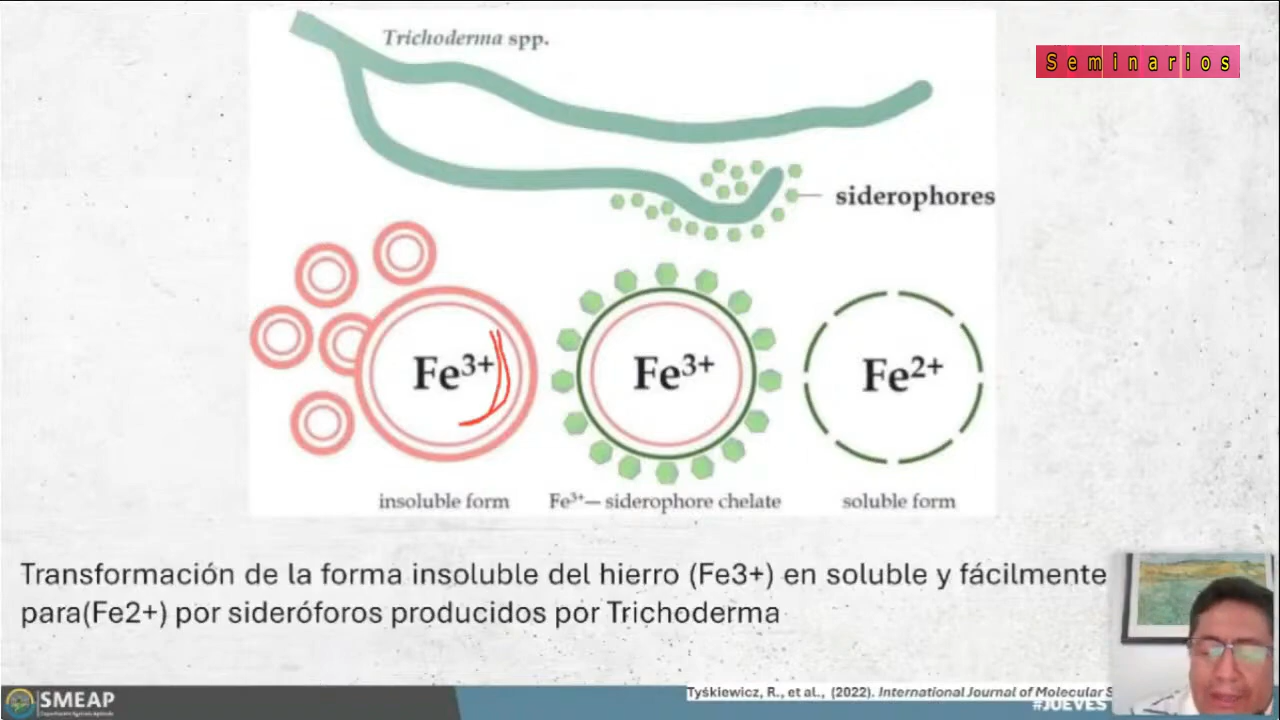 Trichoderma spp.
Seminarios
siderophores
Fe³⁺
Fe³⁺
Fe²⁺
insoluble form
Fe³⁺— siderophore chelate
soluble form
Transformación de la forma insoluble del hierro (Fe3+) en soluble y fácilmente
para(Fe2+) por sideróforos producidos por Trichoderma
SMEAP
Tyśkiewicz, R., et al., (2022). International Journal of Molecular S
#JUEVES